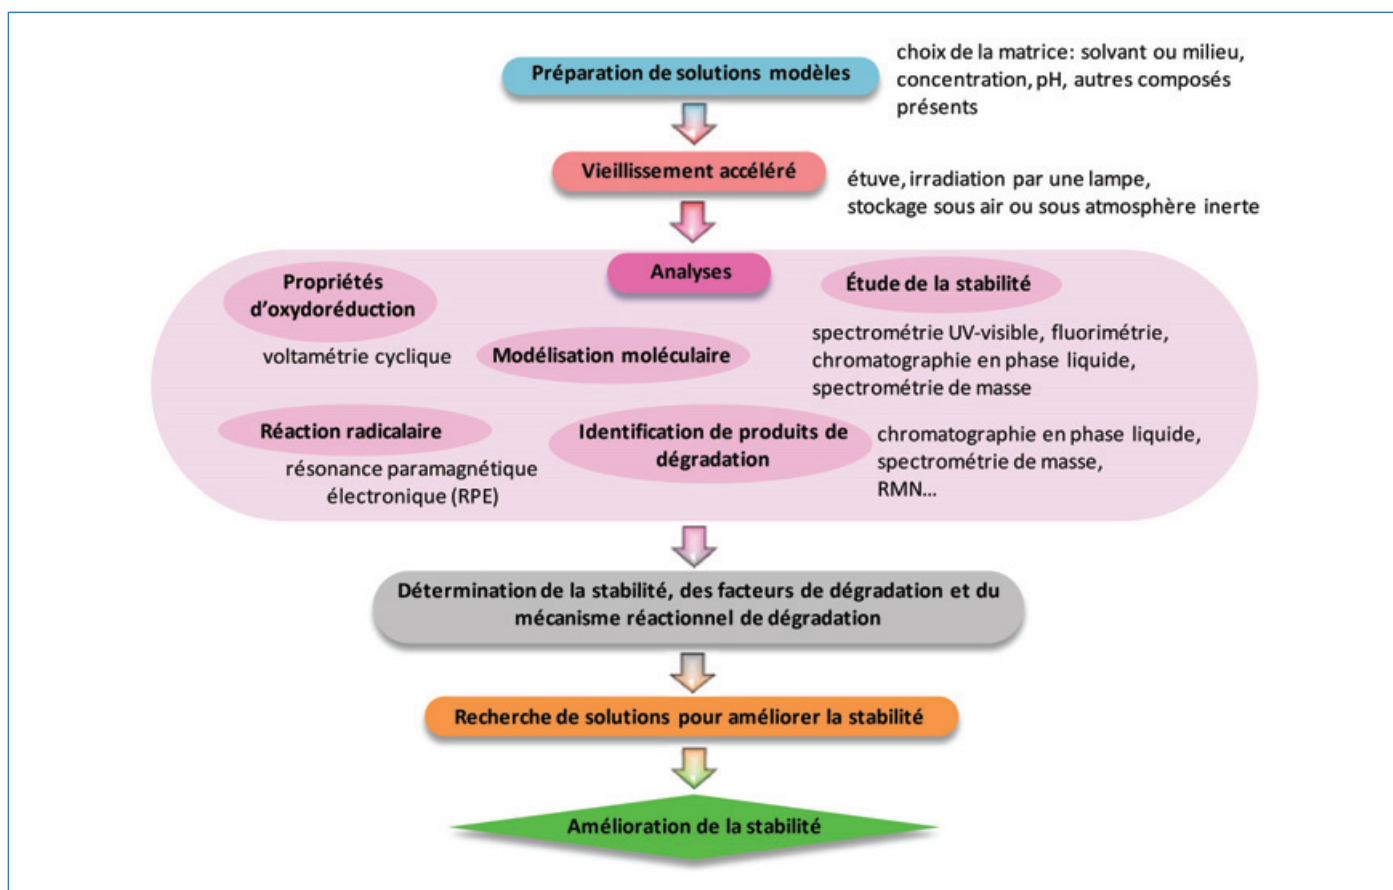 Préparation de solutions modèles
choix de la matrice: solvant ou milieu,
concentration, pH, autres composés
présents
Vieillissement accéléré
étuve, irradiation par une lampe,
stockage sous air ou sous atmosphère inerte
Analyses
Propriétés
d'oxydoréduction
voltamétrie cyclique
Modélisation moléculaire
Étude de la stabilité
spectrométrie UV-visible, fluorimétrie,
chromatographie en phase liquide,
spectrométrie de masse
Réaction radicalaire
résonance paramagnétique
électronique (RPE)
Identification de produits de
dégradation
chromatographie en phase liquide,
spectrométrie de masse,
RMN...
Détermination de la stabilité, des facteurs de dégradation et du
mécanisme réactionnel de dégradation
Recherche de solutions pour améliorer la stabilité
Amélioration de la stabilité